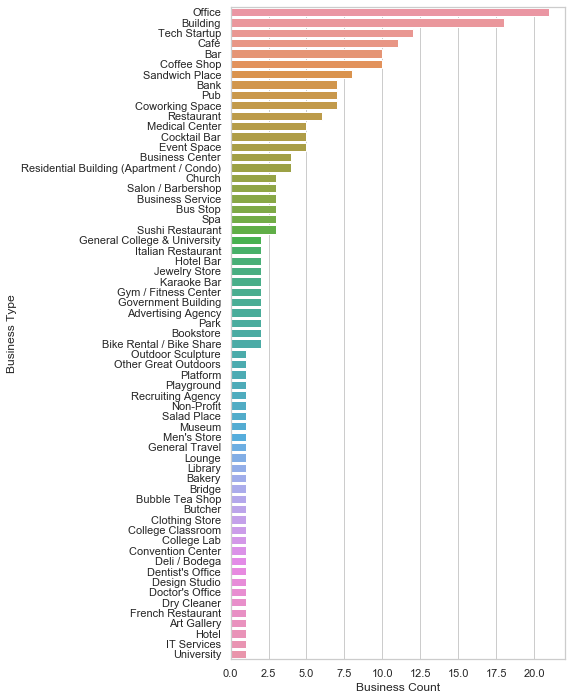 Office
Building
Tech Startup
Café
Bar
Coffee Shop
Sandwich Place
Bank
Pub
Coworking Space
Restaurant
Medical Center
Cocktail Bar
Event Space
Business Center
Residential Building (Apartment / Condo)
Church
Salon / Barbershop
Business Service
Bus Stop
Spa
Sushi Restaurant
General College & University
Italian Restaurant
Hotel Bar
Jewelry Store
Karaoke Bar
Gym / Fitness Center
Government Building
Advertising Agency
Park
Bookstore
Bike Rental / Bike Share
Outdoor Sculpture
Other Great Outdoors
Platform
Playground
Recruiting Agency
Non-Profit
Salad Place
Museum
Men's Store
General Travel
Lounge
Library
Bakery
Bridge
Bubble Tea Shop
Butcher
Clothing Store
College Classroom
College Lab
Convention Center
Deli / Bodega
Dentist's Office
Design Studio
Doctor's Office
Dry Cleaner
French Restaurant
Art Gallery
Hotel
IT Services
University
Business Type
0.0 2.5 5.0 7.5 10.0 12.5 15.0 17.5 20.0
Business Count